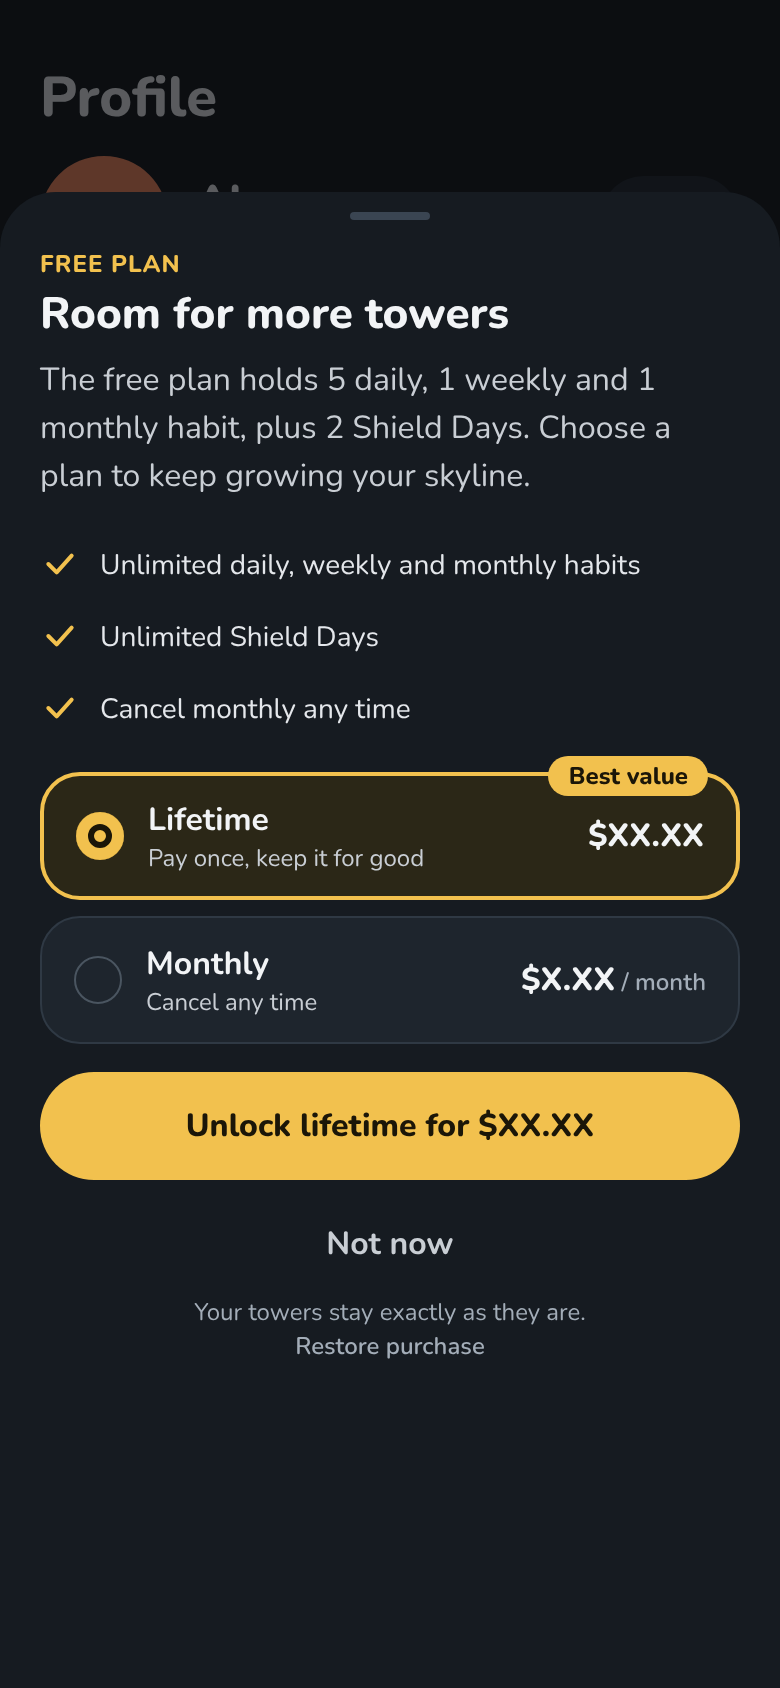 Profile
FREE PLAN
Room for more towers
The free plan holds 5 daily, 1 weekly and 1
monthly habit, plus 2 Shield Days. Choose a
plan to keep growing your skyline.
Unlimited daily, weekly and monthly habits
Unlimited Shield Days
Cancel monthly any time
Best value
Lifetime
Pay once, keep it for good
$XX.XX
Monthly
Cancel any time
$X.XX / month
Unlock lifetime for $XX.XX
Not now
Your towers stay exactly as they are.
Restore purchase